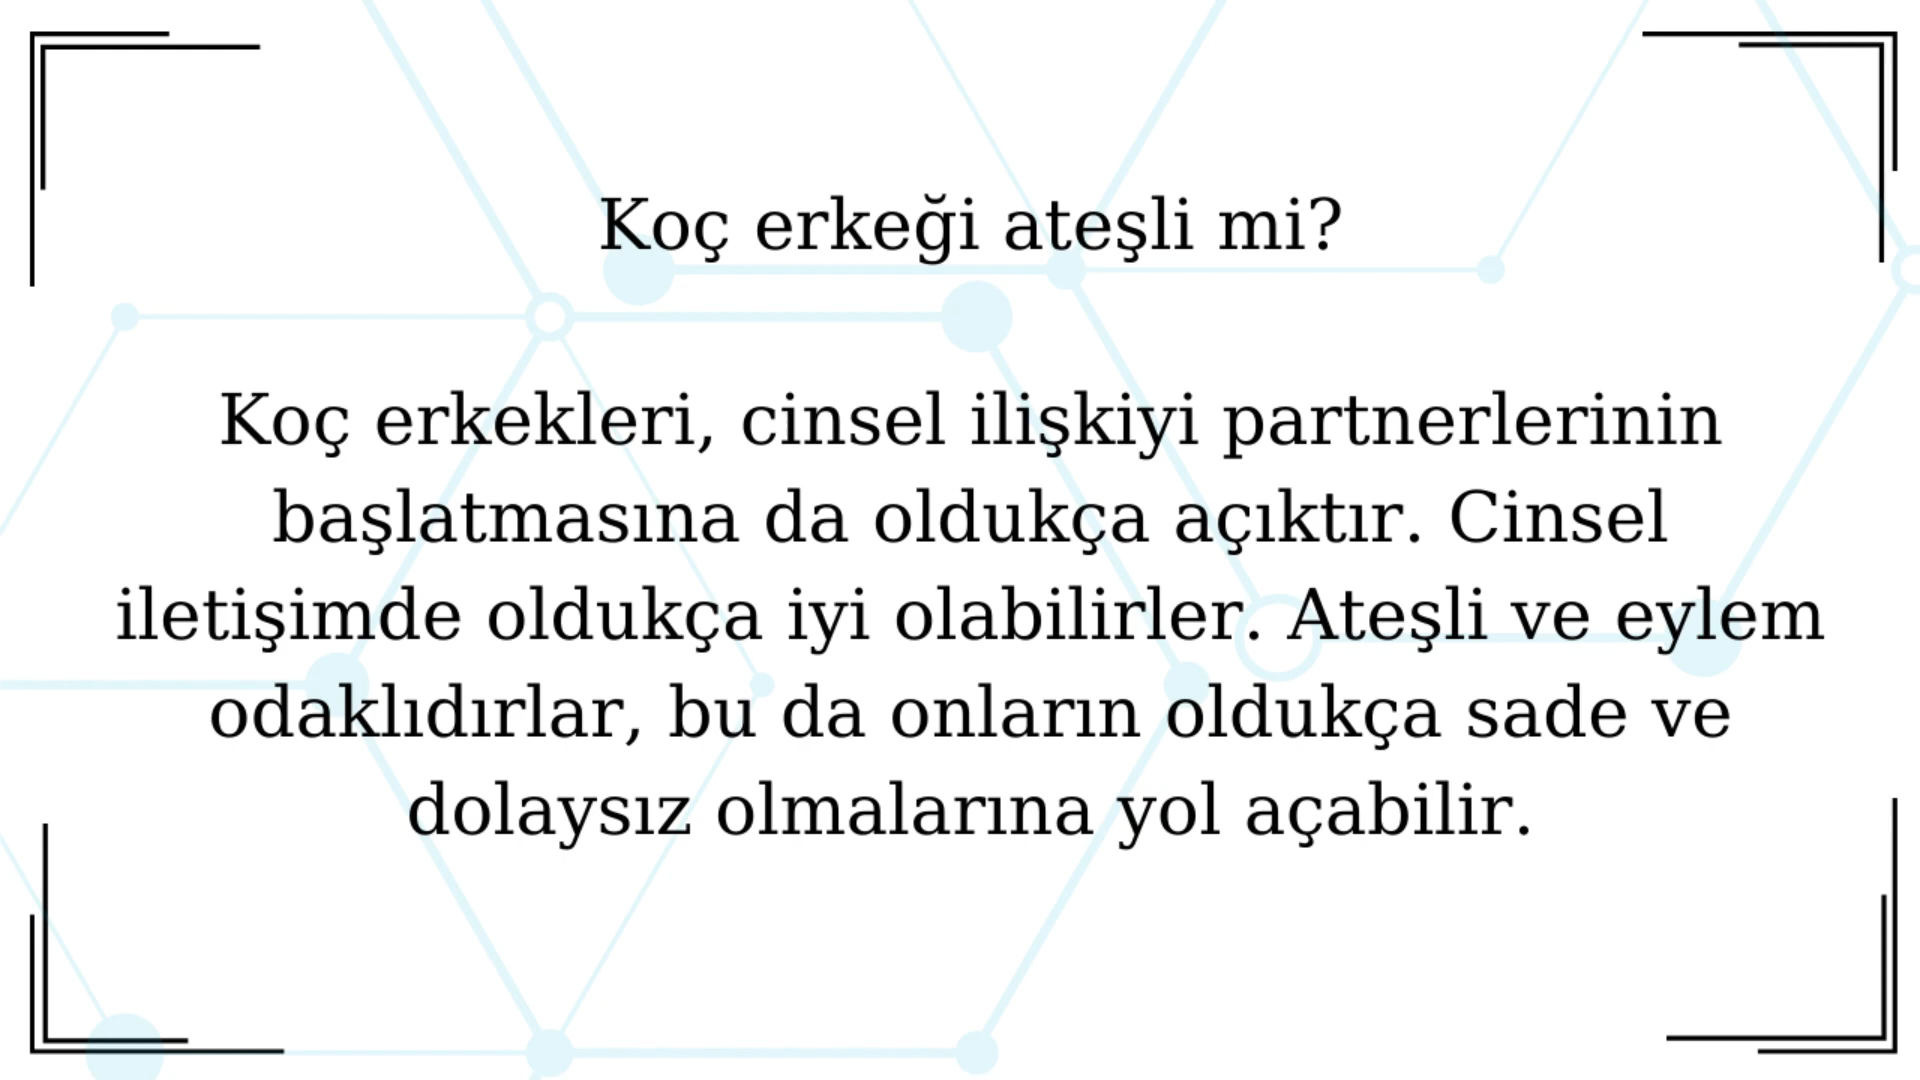 Koç erkeği ateşli mi?
Koç erkekleri, cinsel ilişkiyi partnerlerinin
başlatmasına da oldukça açıktır. Cinsel
iletişimde oldukça iyi olabilirler. Ateşli ve eylem
odaklıdırlar, bu da onların oldukça sade ve
dolaysız olmalarına yol açabilir.